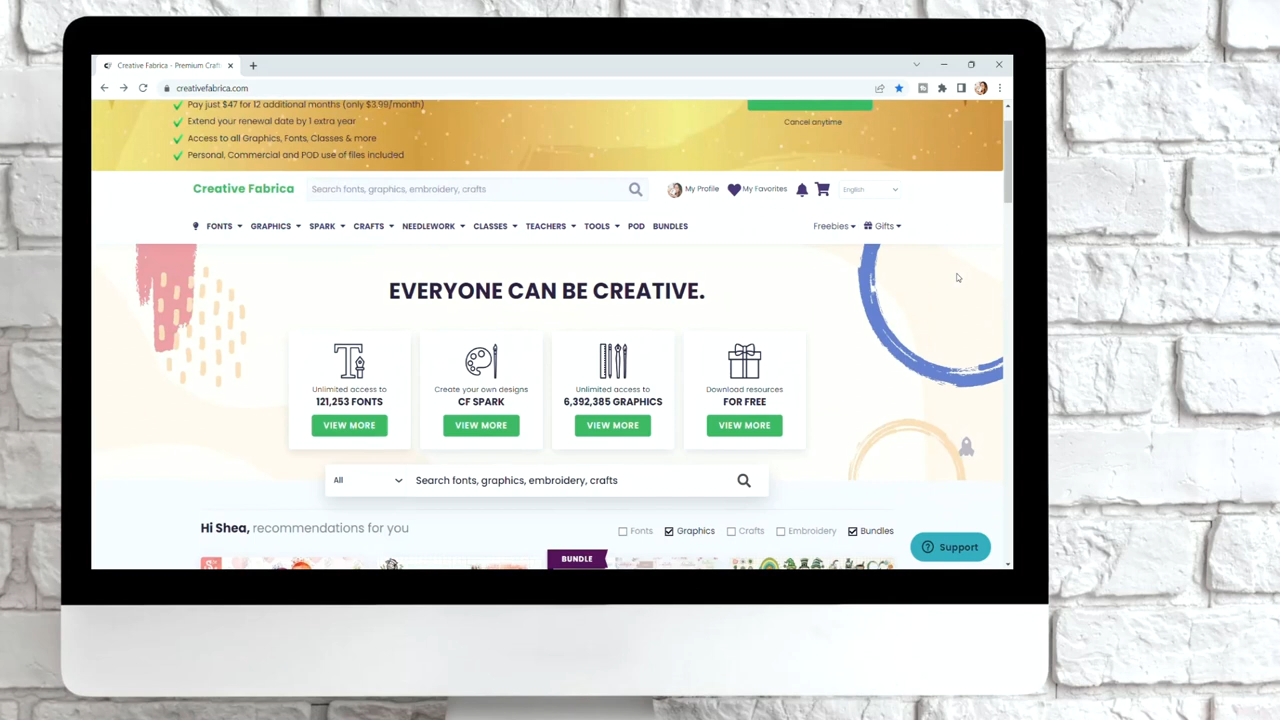 Creative Fabrica - Premium Craft
creativefabrica.com
Pay just $47 for 12 additional months (only $3.99/month)
Extend your renewal date by 1 extra year
Cancel anytime
Access to all Graphics, Fonts, Classes & more
Personal, Commercial and POD use of files included
Creative Fabrica
Search fonts, graphics, embroidery, crafts
My Profile
My Favorites
English
FONTS GRAPHICS SPARK CRAFTS NEEDLEWORK CLASSES TEACHERS TOOLS POD BUNDLES
Freebies Gifts
EVERYONE CAN BE CREATIVE.
Unlimited access to
121,253 FONTS
VIEW MORE
Create your own designs
CF SPARK
VIEW MORE
Unlimited access to
6,392,385 GRAPHICS
VIEW MORE
Download resources
FOR FREE
VIEW MORE
All
Search fonts, graphics, embroidery, crafts
Hi Shea, recommendations for you
Fonts Graphics Crafts Embroidery Bundles
Support
BUNDLE